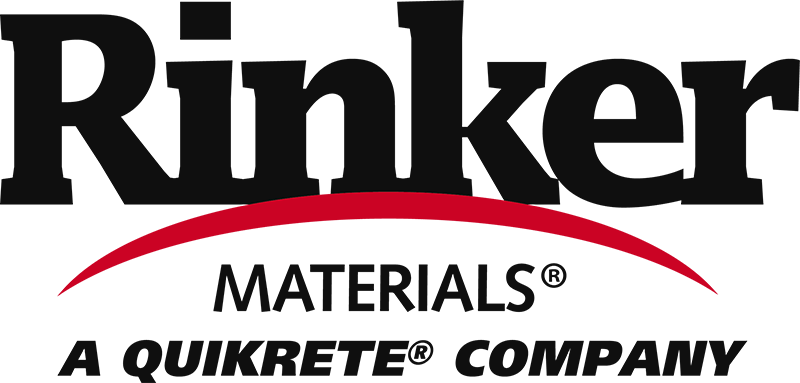 Rinker
MATERIALS®
A QUIKRETE® COMPANY